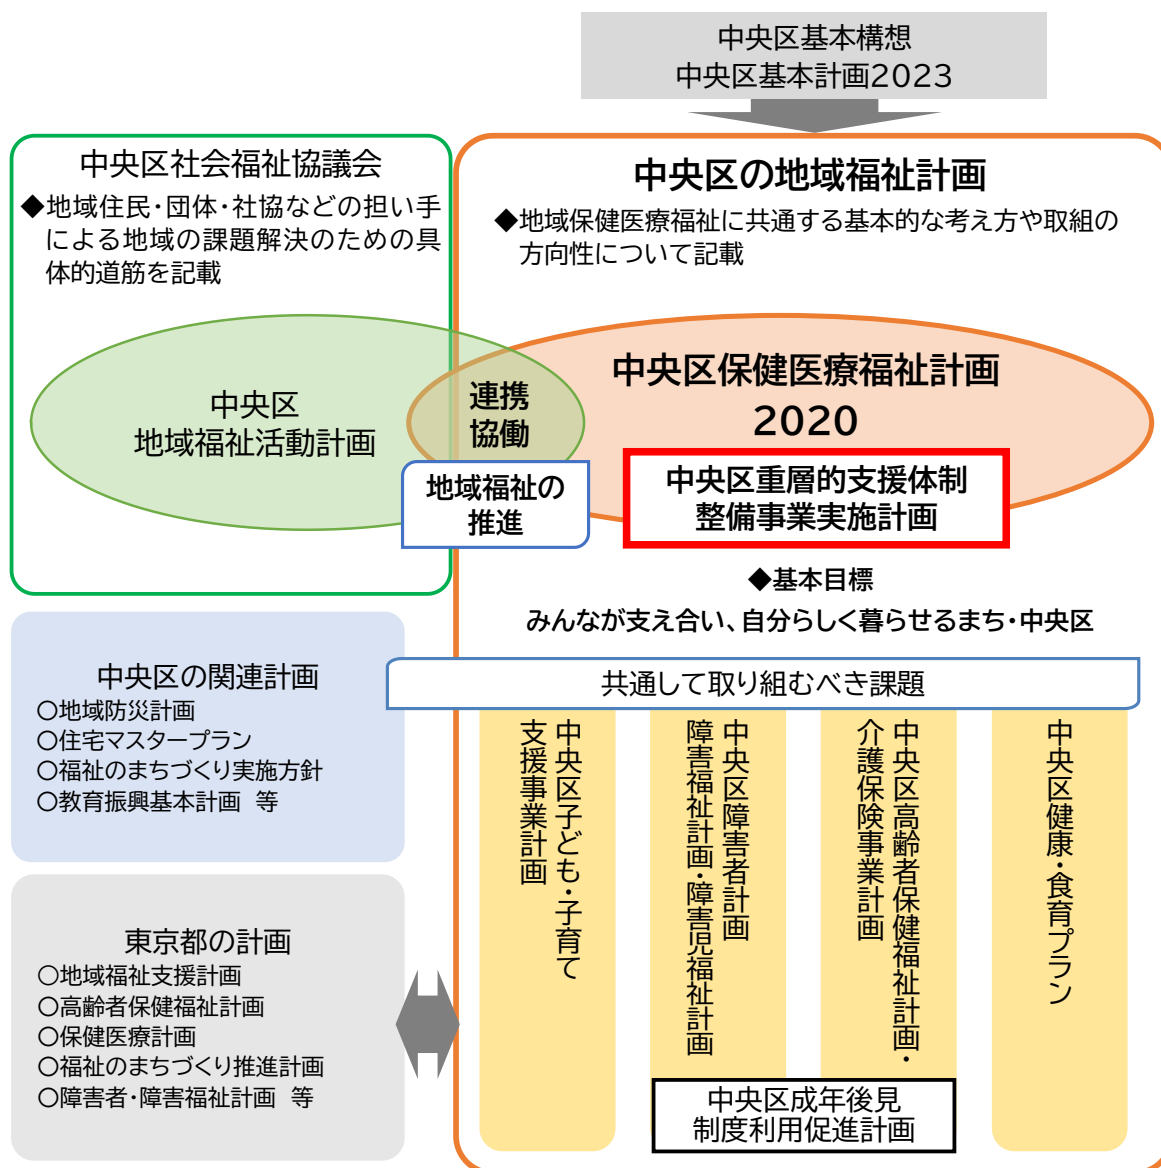 中央区基本構想
中央区基本計画2023
中央区社会福祉協議会
◆地域住民・団体・社協などの担い手
による地域の課題解決のための具
体的道筋を記載
中央区の地域福祉計画
◆地域保健医療福祉に共通する基本的な考え方や取組の
方向性について記載
中央区
地域福祉活動計画
連携
協働
中央区保健医療福祉計画
2020
地域福祉の
推進
中央区重層的支援体制
整備事業実施計画
◆基本目標
みんなが支え合い、自分らしく暮らせるまち・中央区
中央区の関連計画
○地域防災計画
○住宅マスタープラン
○福祉のまちづくり実施方針
○教育振興基本計画　等
共通して取り組むべき課題
中央区子ども・子育て
支援事業計画
中央区障害者計画
障害福祉計画・障害児福祉計画
中央区高齢者保健福祉計画・
介護保険事業計画
中央区健康・食育プラン
東京都の計画
○地域福祉支援計画
○高齢者保健福祉計画
○保健医療計画
○福祉のまちづくり推進計画
○障害者・障害福祉計画　等
中央区成年後見
制度利用促進計画